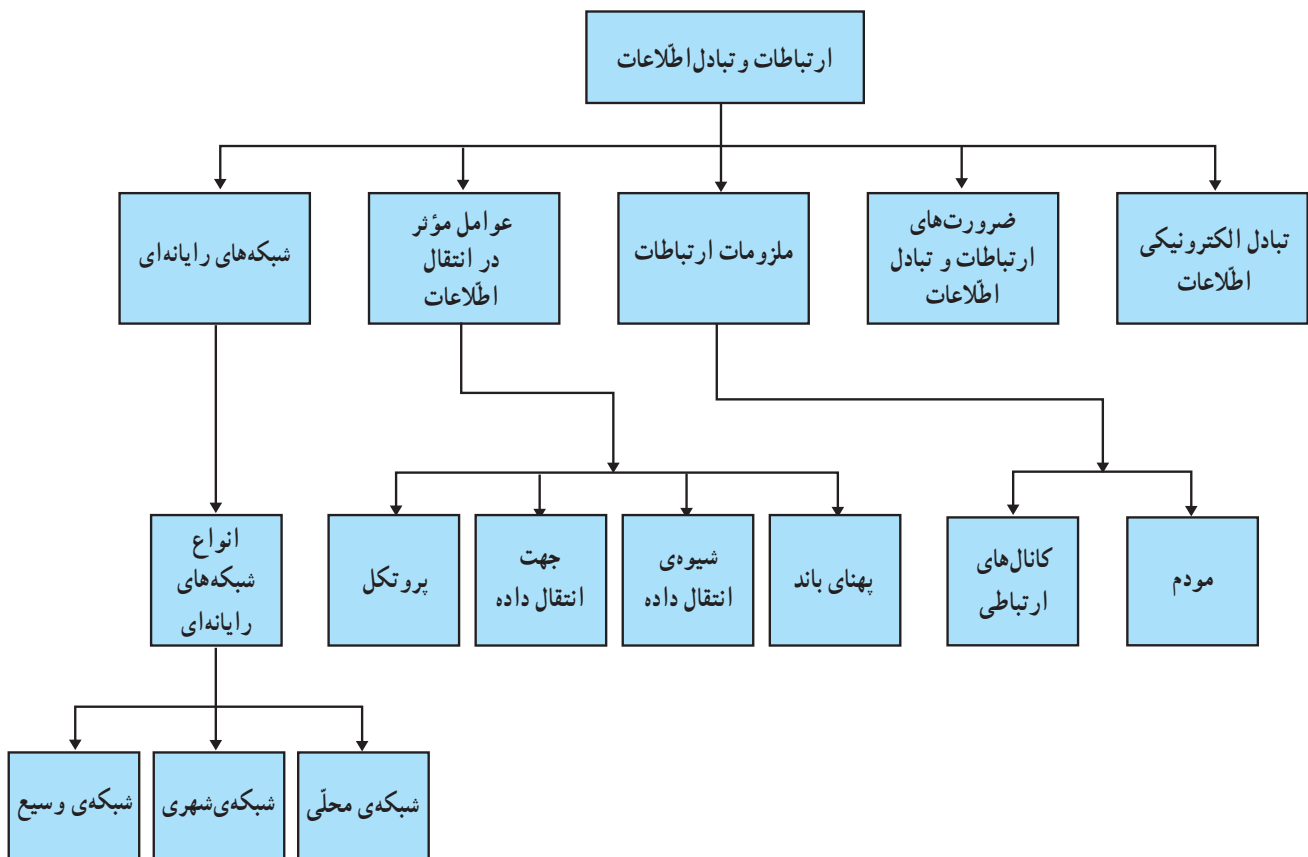 ارتباطات و تبادل اطّلاعات
تبادل الکترونیکی
اطّلاعات
ضرورت‌های
ارتباطات و تبادل
اطّلاعات
ملزومات ارتباطات
عوامل مؤثر
در انتقال
اطّلاعات
شبکه‌های رایانه‌ای
مودم
کانال‌های
ارتباطی
پهنای باند
شیوه‌ی
انتقال داده
جهت
انتقال داده
پروتکل
انواع
شبکه‌های
رایانه‌ای
شبکه‌ی محلّی
شبکه‌ی شهری
شبکه‌ی وسیع